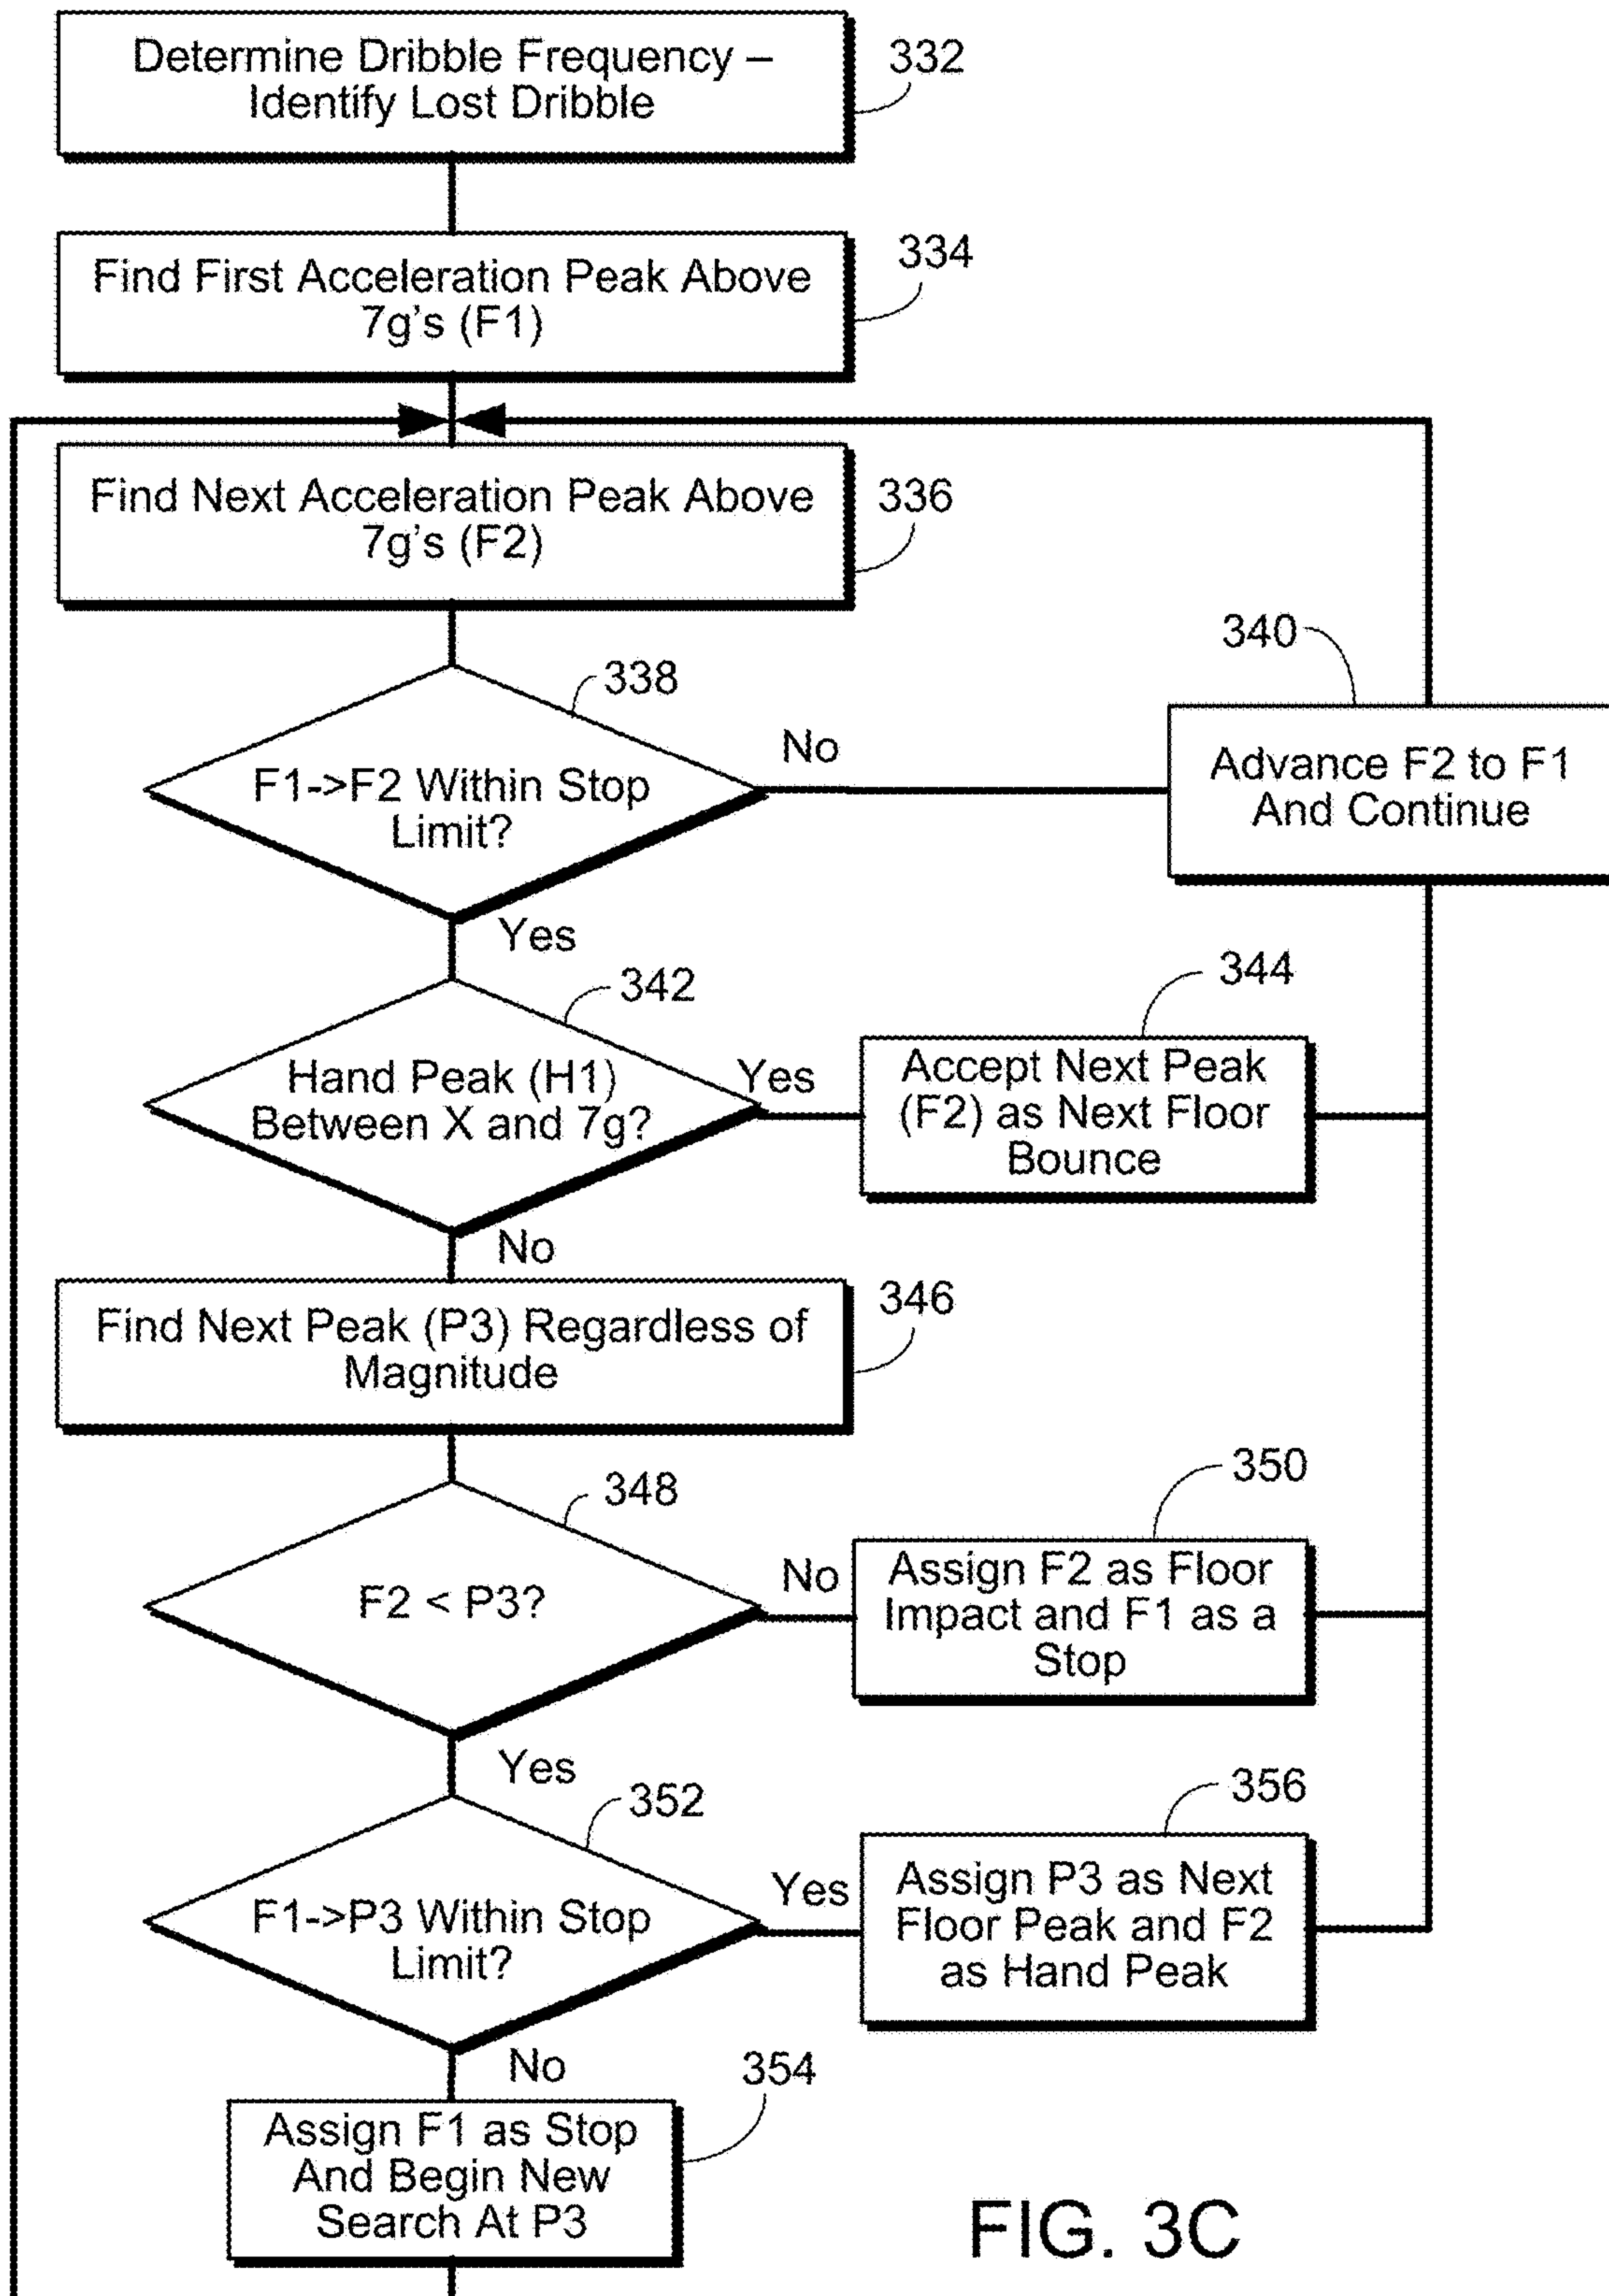 Determine Dribble Frequency –
Identify Lost Dribble
332
Find First Acceleration Peak Above
7g's (F1)
334
Find Next Acceleration Peak Above
7g's (F2)
336
338
F1->F2 Within Stop
Limit?
No
340
Advance F2 to F1
And Continue
Yes
342
Hand Peak (H1)
Between X and 7g?
Yes
344
Accept Next Peak
(F2) as Next Floor
Bounce
No
Find Next Peak (P3) Regardless of
Magnitude
346
348
F2 < P3?
No
350
Assign F2 as Floor
Impact and F1 as a
Stop
Yes
352
F1->P3 Within Stop
Limit?
Yes
356
Assign P3 as Next
Floor Peak and F2
as Hand Peak
No
354
Assign F1 as Stop
And Begin New
Search At P3
FIG. 3C